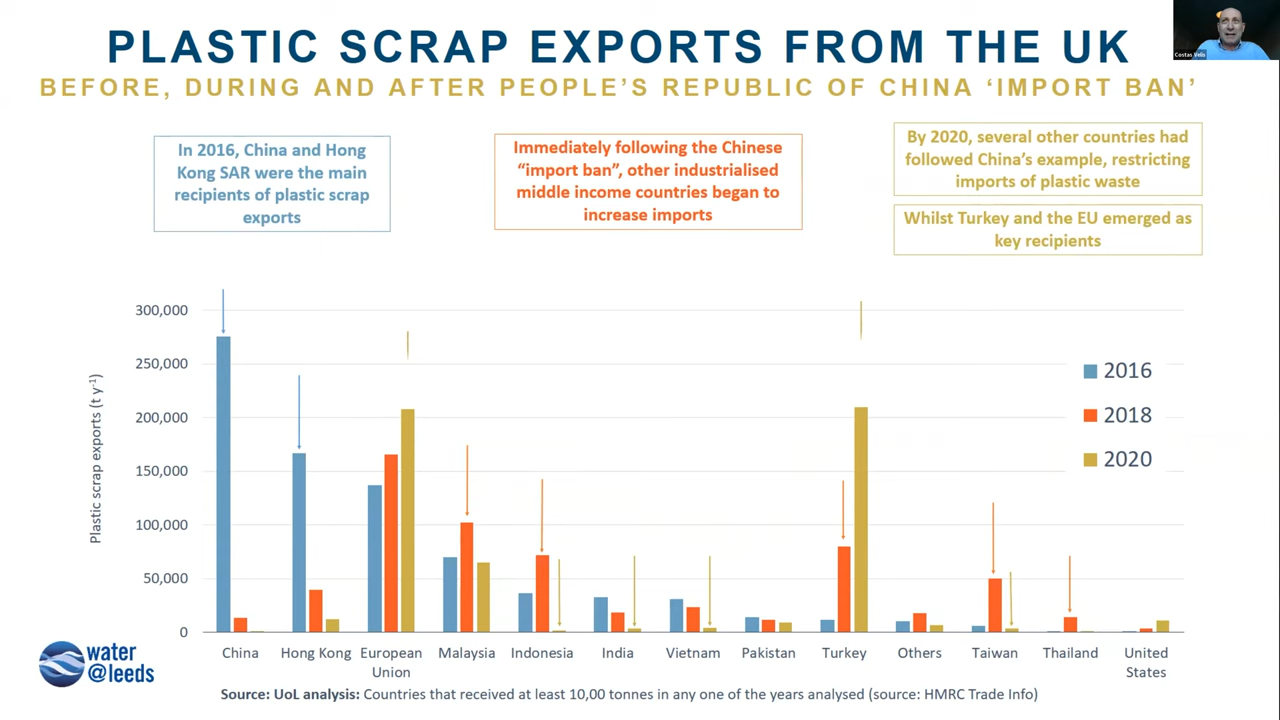 PLASTIC SCRAP EXPORTS FROM THE UK
BEFORE, DURING AND AFTER PEOPLE'S REPUBLIC OF CHINA ‘IMPORT BAN’
Costas Velis
In 2016, China and Hong
Kong SAR were the main
recipients of plastic scrap
exports
Immediately following the Chinese
“import ban”, other industrialised
middle income countries began to
increase imports
By 2020, several other countries had
followed China’s example, restricting
imports of plastic waste
Whilst Turkey and the EU emerged as
key recipients
Plastic scrap exports (t y⁻¹)
300,000
250,000
200,000
150,000
100,000
50,000
0
2016
2018
2020
China
Hong Kong
European
Union
Malaysia
Indonesia
India
Vietnam
Pakistan
Turkey
Others
Taiwan
Thailand
United
States
water
@leeds
Source: UoL analysis: Countries that received at least 10,00 tonnes in any one of the years analysed (source: HMRC Trade Info)